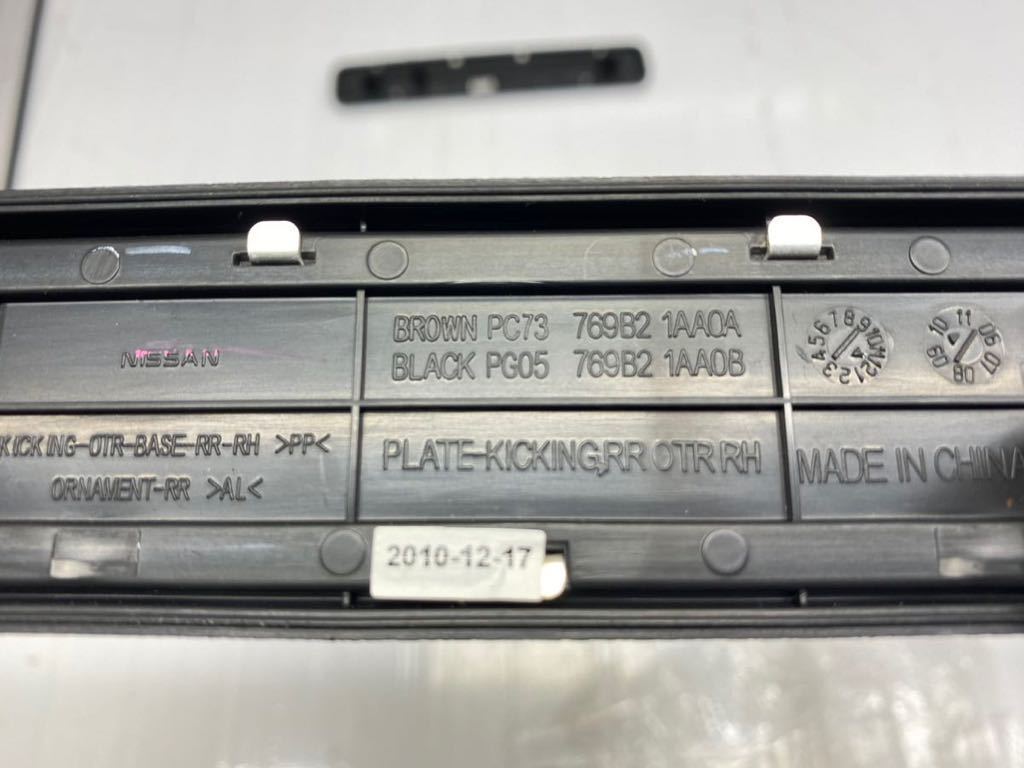 BROWN PC73 769B2 1AA0A
BLACK PG05 769B2 1AA0B
NISSAN
KICKING-OTR-BASE-RR-RH >PP<
ORNAMENT-RR >AL<
PLATE-KICKING,RR OTR RH
MADE IN CHINA
2010-12-17